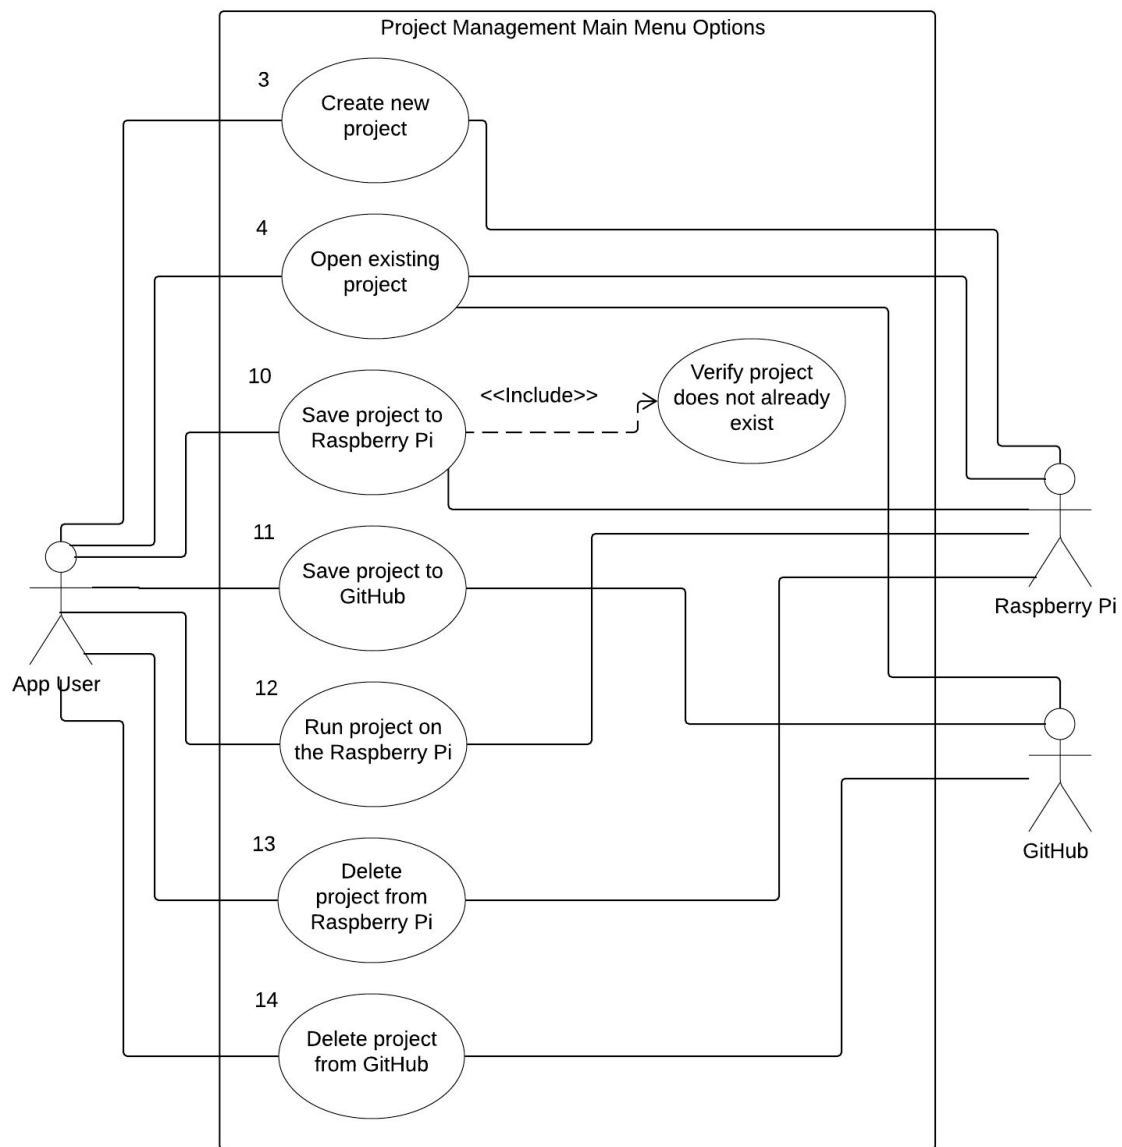 Project Management Main Menu Options
3
Create new
project
4
Open existing
project
10
Save project to
Raspberry Pi
<<Include>>
Verify project
does not already
exist
11
Save project to
GitHub
Raspberry Pi
App User
12
Run project on
the Raspberry Pi
GitHub
13
Delete
project from
Raspberry Pi
14
Delete project
from GitHub